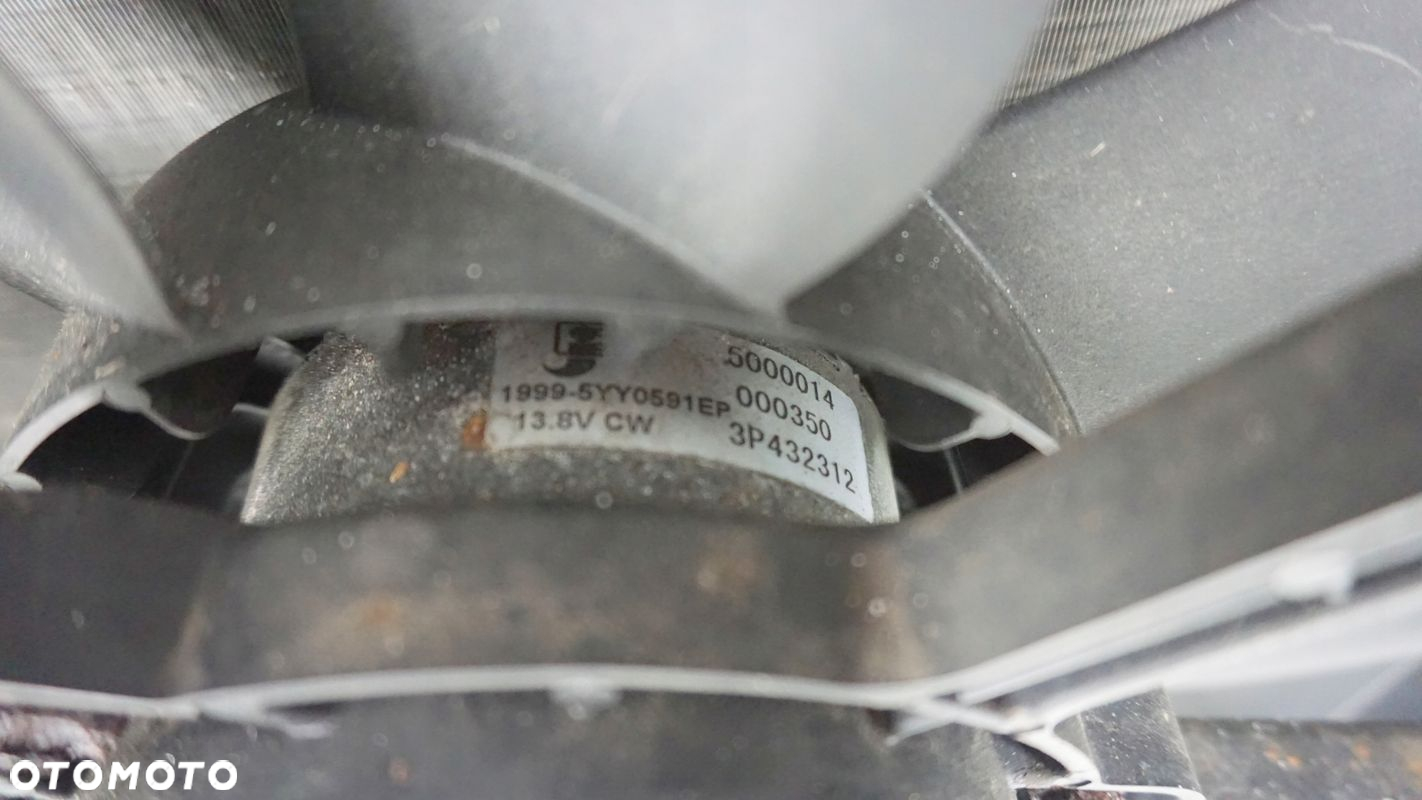 5000014
1999-5YY0591EP 000350
13.8V CW 3P432312
OTOMOTO